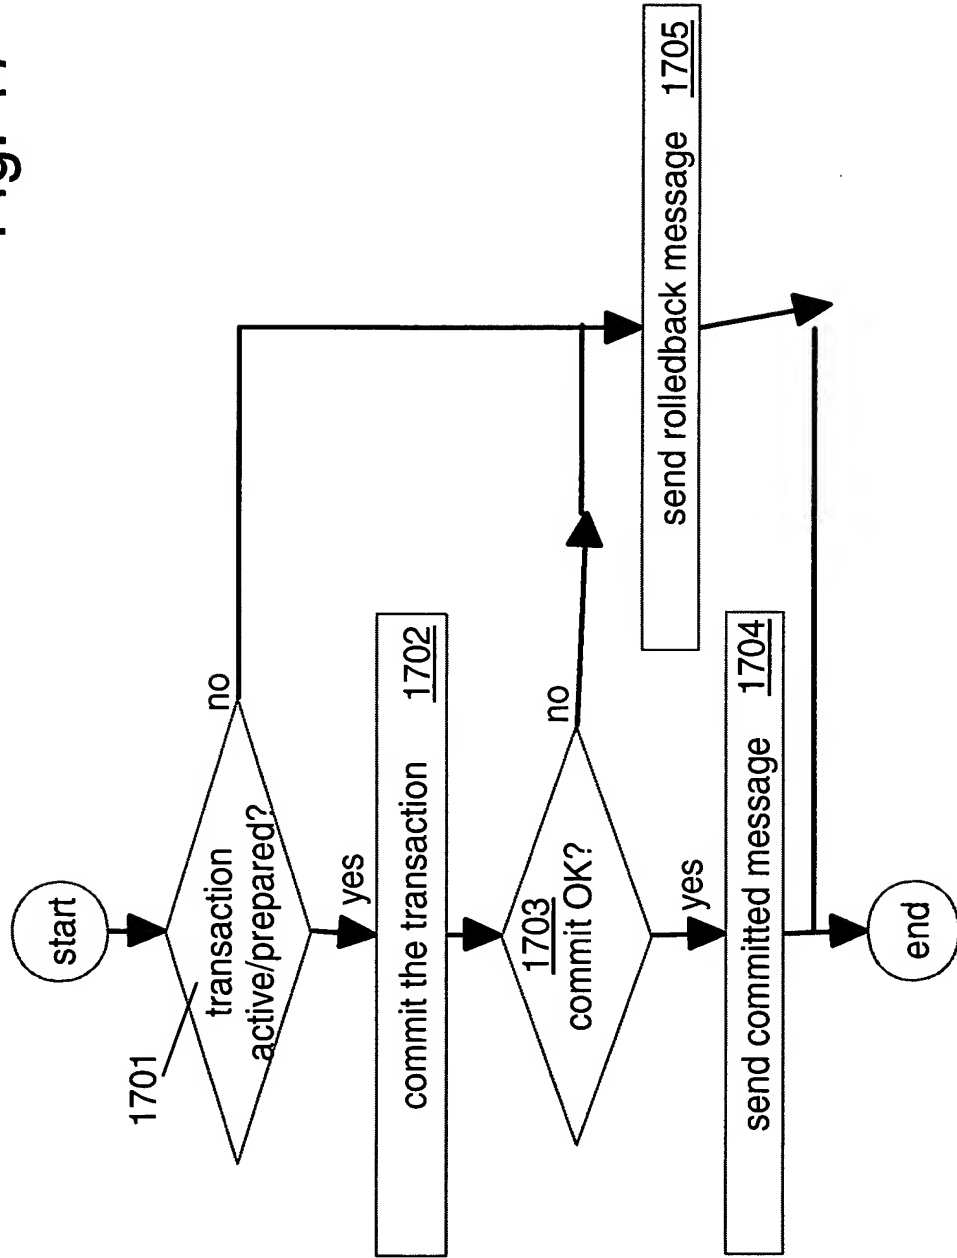 start
1701
transaction
active/prepared?
no
yes
commit the transaction 1702
1703
commit OK?
no
yes
send rolledback message 1705
send committed message 1704
end